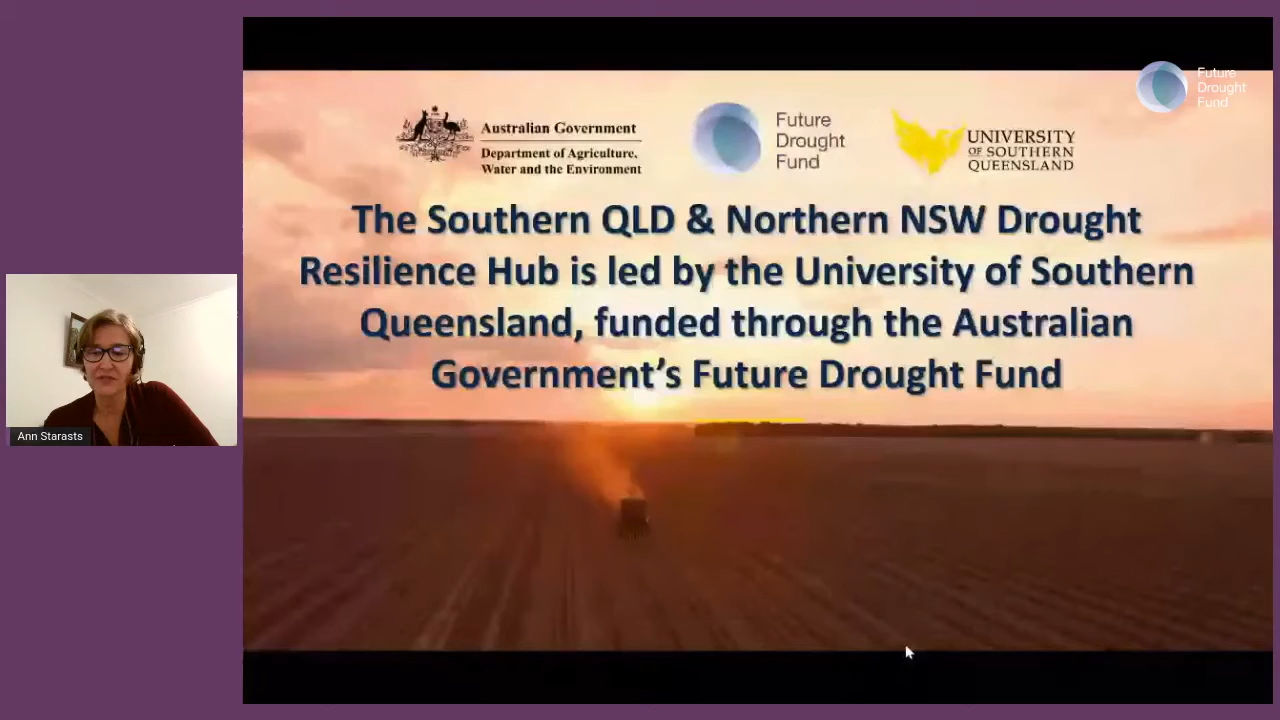 Future
Drought
Fund
Australian Government
Department of Agriculture,
Water and the Environment
Future
Drought
Fund
UNIVERSITY
OF SOUTHERN
QUEENSLAND
The Southern QLD & Northern NSW Drought
Resilience Hub is led by the University of Southern
Queensland, funded through the Australian
Government’s Future Drought Fund
Ann Starasts